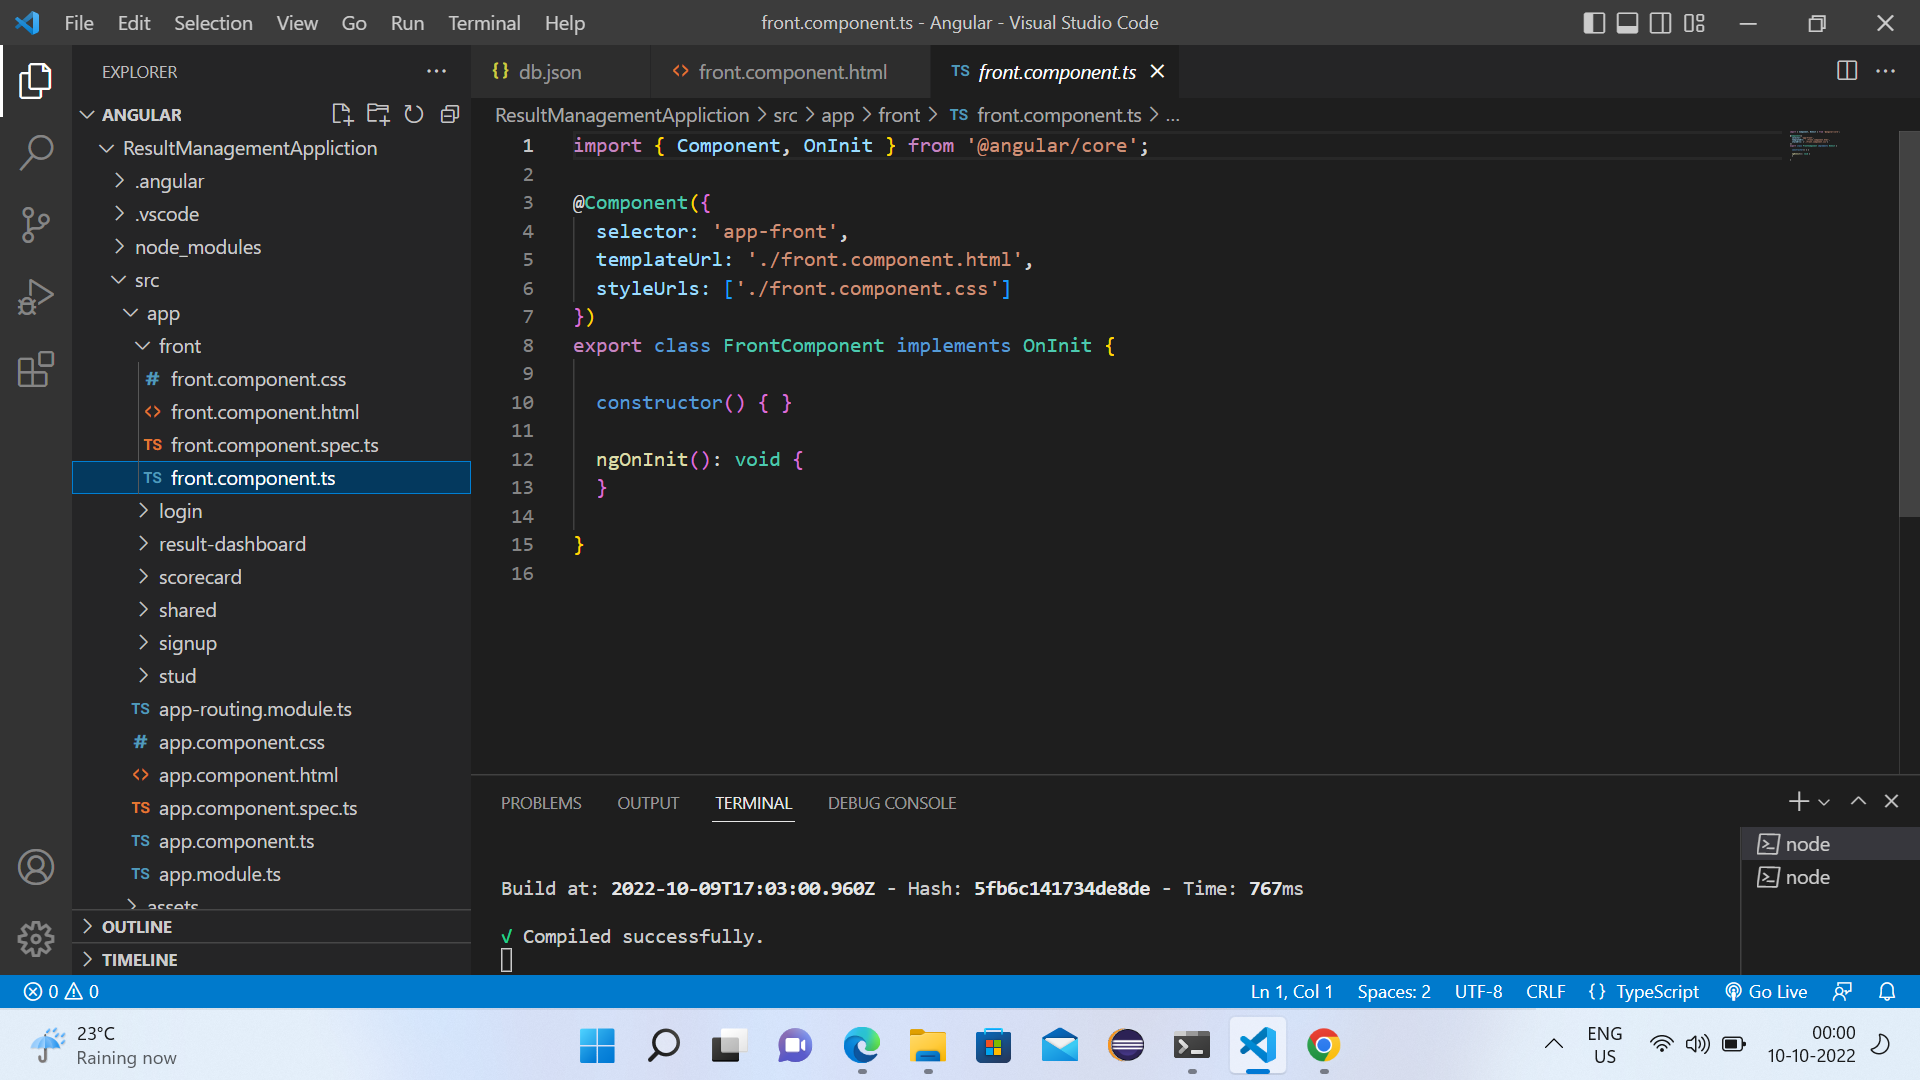 File Edit Selection View Go Run Terminal Help
front.component.ts - Angular - Visual Studio Code
EXPLORER
ANGULAR
ResultManagementAppliction
.angular
.vscode
node_modules
src
app
front
# front.component.css
<> front.component.html
TS front.component.spec.ts
TS front.component.ts
login
result-dashboard
scorecard
shared
signup
stud
TS app-routing.module.ts
# app.component.css
<> app.component.html
TS app.component.spec.ts
TS app.component.ts
TS app.module.ts
assets
OUTLINE
TIMELINE
{} db.json
<> front.component.html
TS front.component.ts
ResultManagementAppliction > src > app > front > TS front.component.ts > ...
1 import { Component, OnInit } from '@angular/core';
2
3 @Component({
4 selector: 'app-front',
5 templateUrl: './front.component.html',
6 styleUrls: ['./front.component.css']
7 })
8 export class FrontComponent implements OnInit {
9
10 constructor() { }
11
12 ngOnInit(): void {
13 }
14
15 }
16
PROBLEMS OUTPUT TERMINAL DEBUG CONSOLE
Build at: 2022-10-09T17:03:00.960Z - Hash: 5fb6c141734de8de - Time: 767ms
√ Compiled successfully.
node
node
0 0
Ln 1, Col 1 Spaces: 2 UTF-8 CRLF {} TypeScript Go Live
23°C
Raining now
ENG
US
00:00
10-10-2022